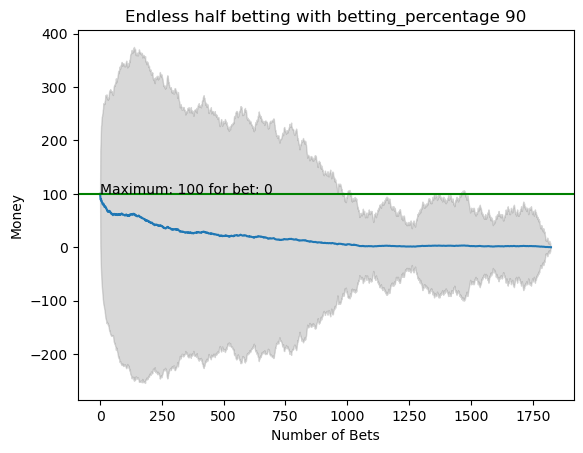 Endless half betting with betting_percentage 90
400
300
200
100
0
−100
−200
Money
Maximum: 100 for bet: 0
0 250 500 750 1000 1250 1500 1750
Number of Bets